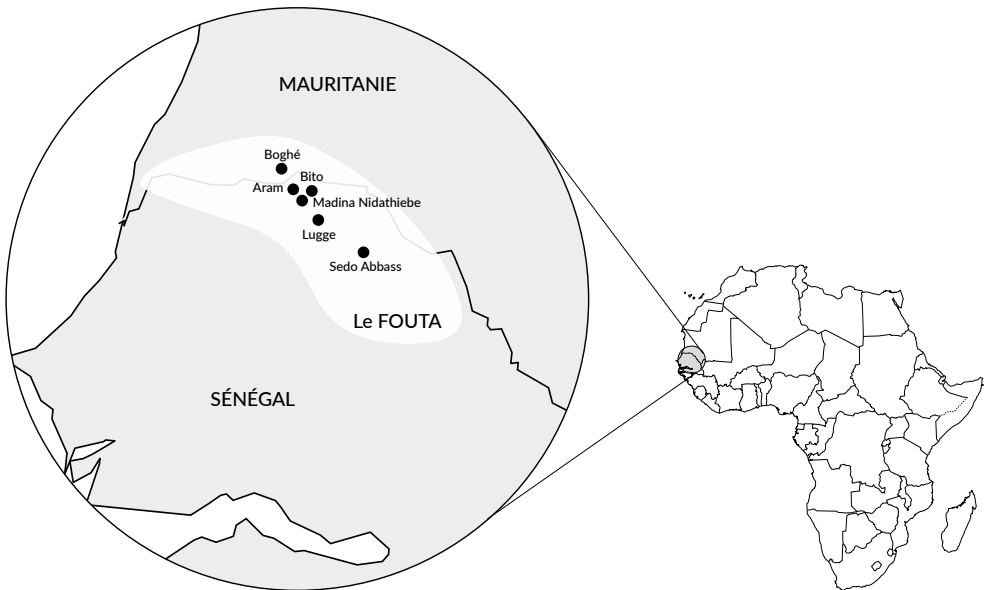 MAURITANIE
Boghé
Bito
Aram
Madina Nidathiebe
Lugge
Sedo Abbass
Le FOUTA
SÉNÉGAL